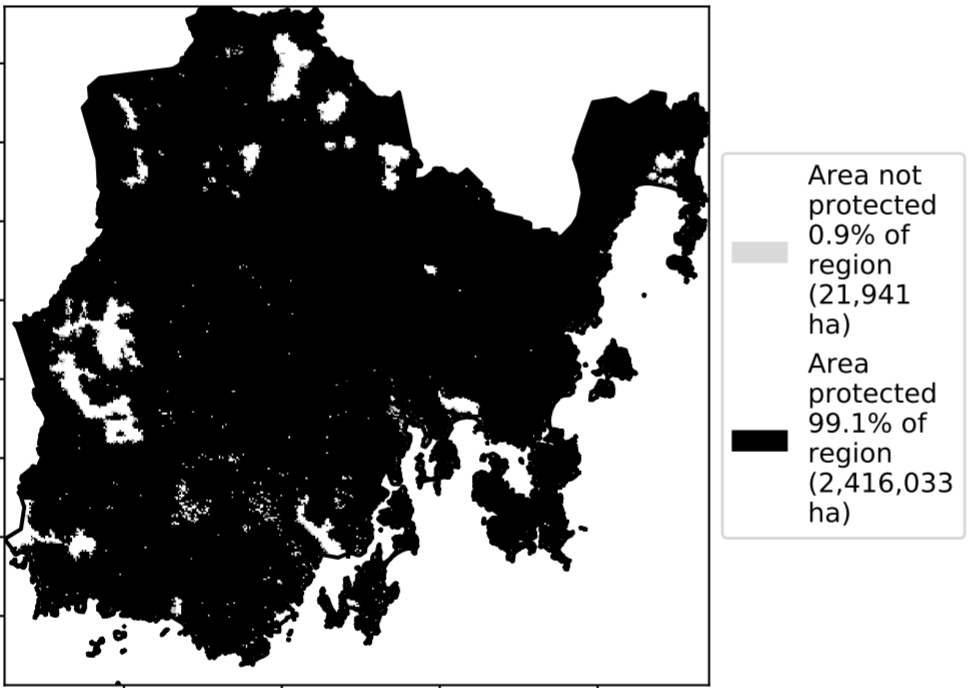 Area not
protected
0.9% of
region
(21,941
ha)
Area
protected
99.1% of
region
(2,416,033
ha)